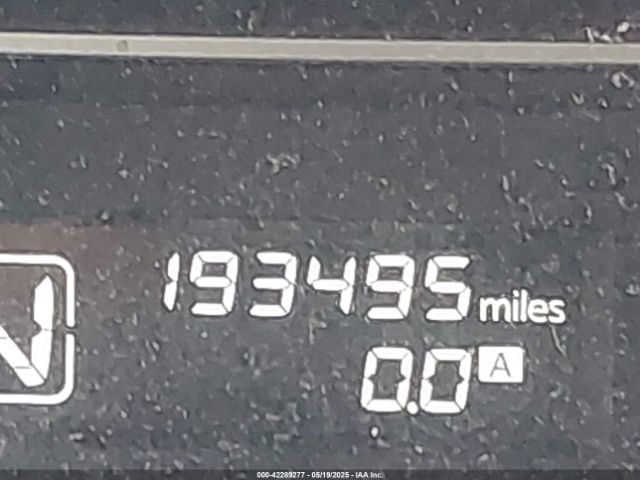 193495 miles
N
0.0 A
000-42289277 - 05/19/2025 - IAA Inc.